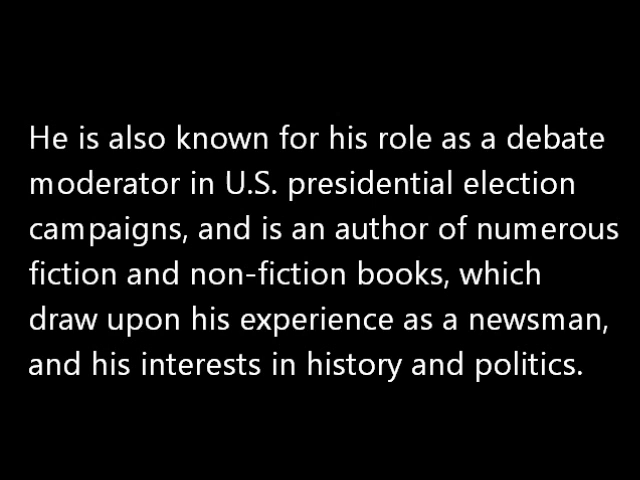 He is also known for his role as a debate
moderator in U.S. presidential election
campaigns, and is an author of numerous
fiction and non-fiction books, which
draw upon his experience as a newsman,
and his interests in history and politics.